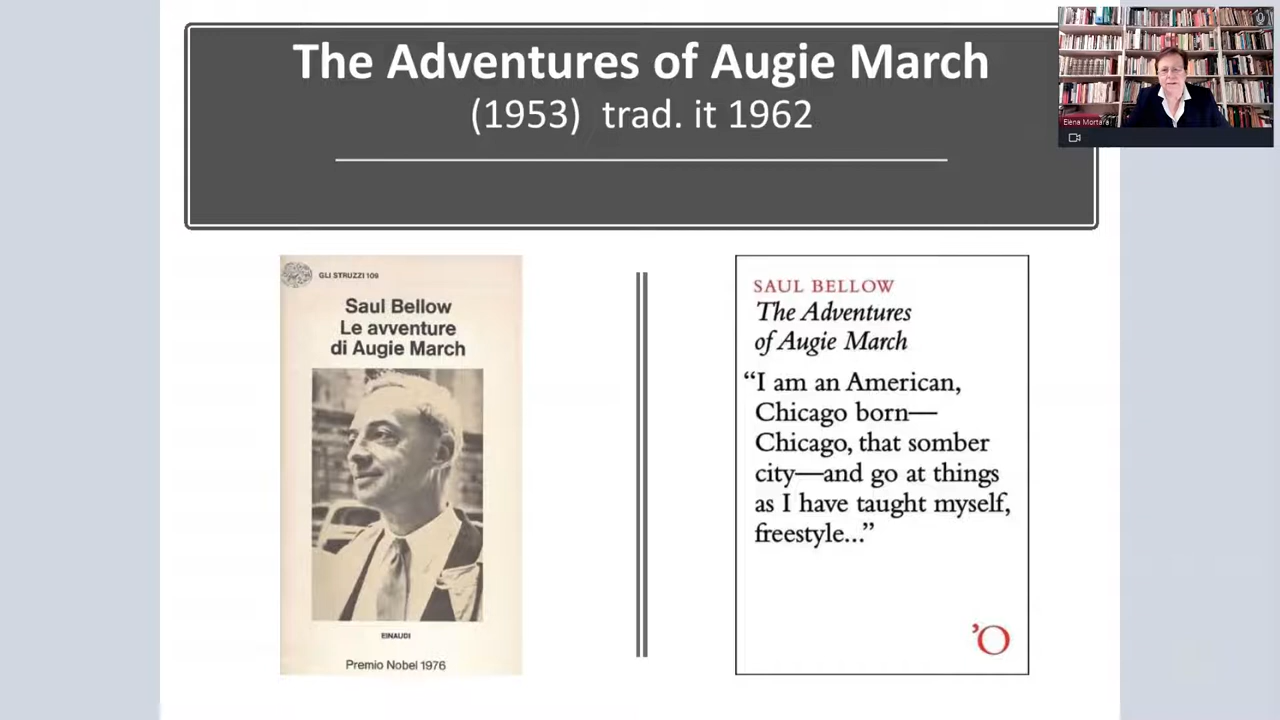 The Adventures of Augie March
(1953) trad. it 1962
Elena Mortara
GLI STRUZZI 109
Saul Bellow
Le avventure
di Augie March
EINAUDI
Premio Nobel 1976
SAUL BELLOW
The Adventures
of Augie March
“I am an American,
Chicago born—
Chicago, that somber
city—and go at things
as I have taught myself,
freestyle...”
’O